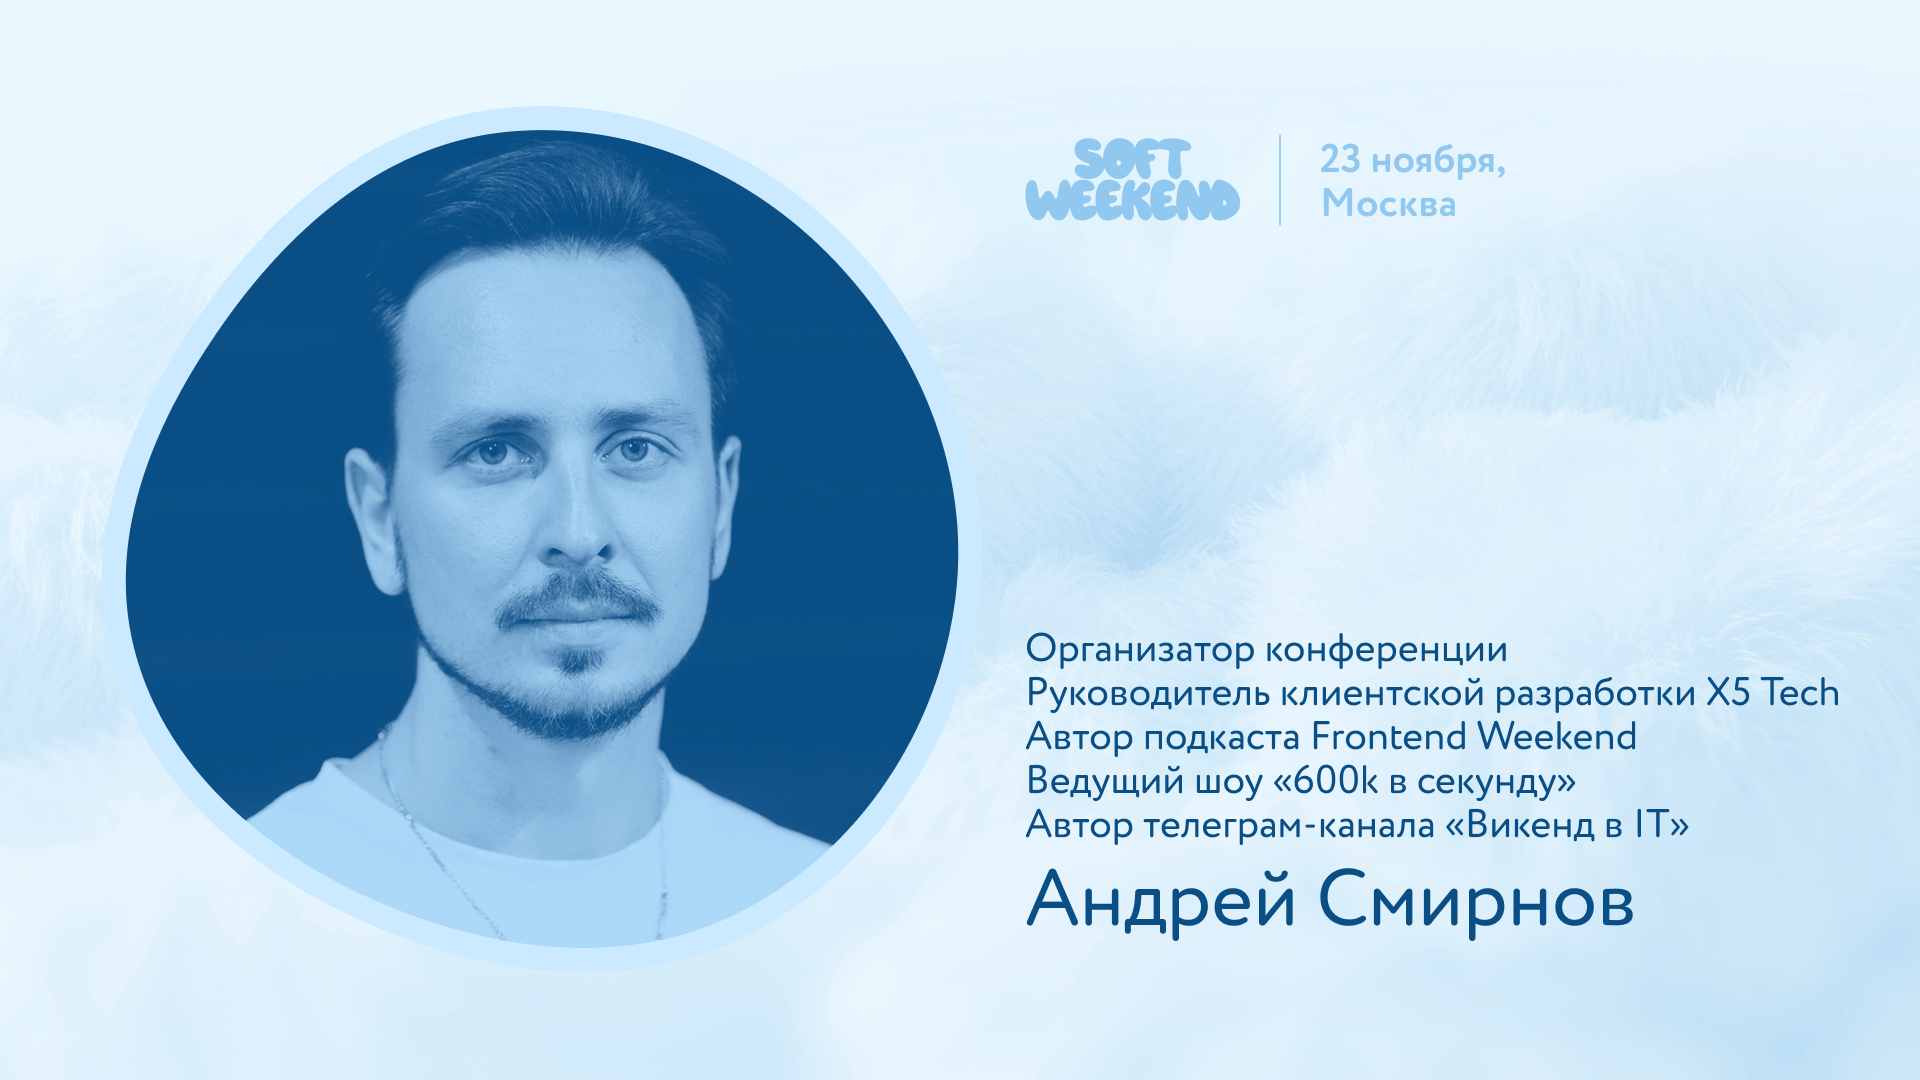 SOFT
WEEKEND
23 ноября,
Москва
Организатор конференции
Руководитель клиентской разработки X5 Tech
Автор подкаста Frontend Weekend
Ведущий шоу «600k в секунду»
Автор телеграм-канала «Викенд в IT»
Андрей Смирнов